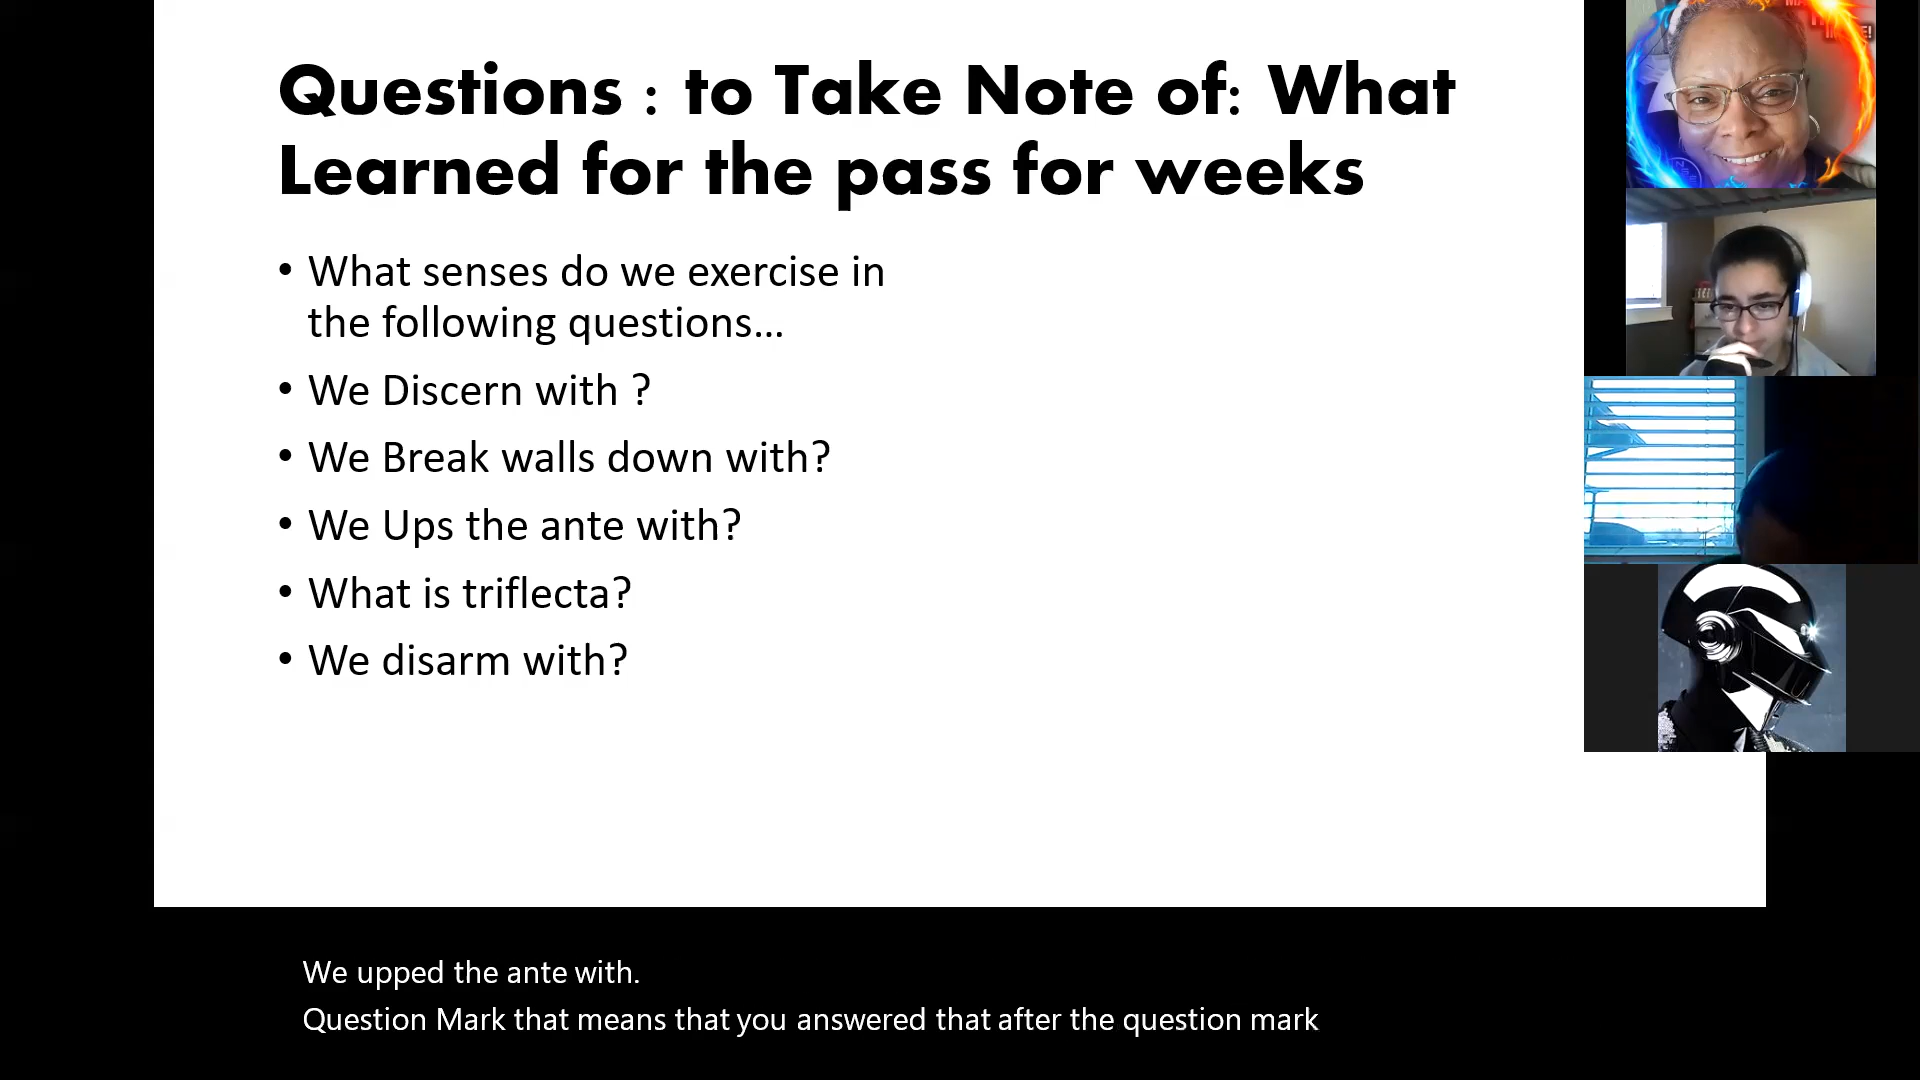 Questions : to Take Note of: What
Learned for the pass for weeks
• What senses do we exercise in
the following questions...
• We Discern with ?
• We Break walls down with?
• We Ups the ante with?
• What is triflecta?
• We disarm with?
We upped the ante with.
Question Mark that means that you answered that after the question mark